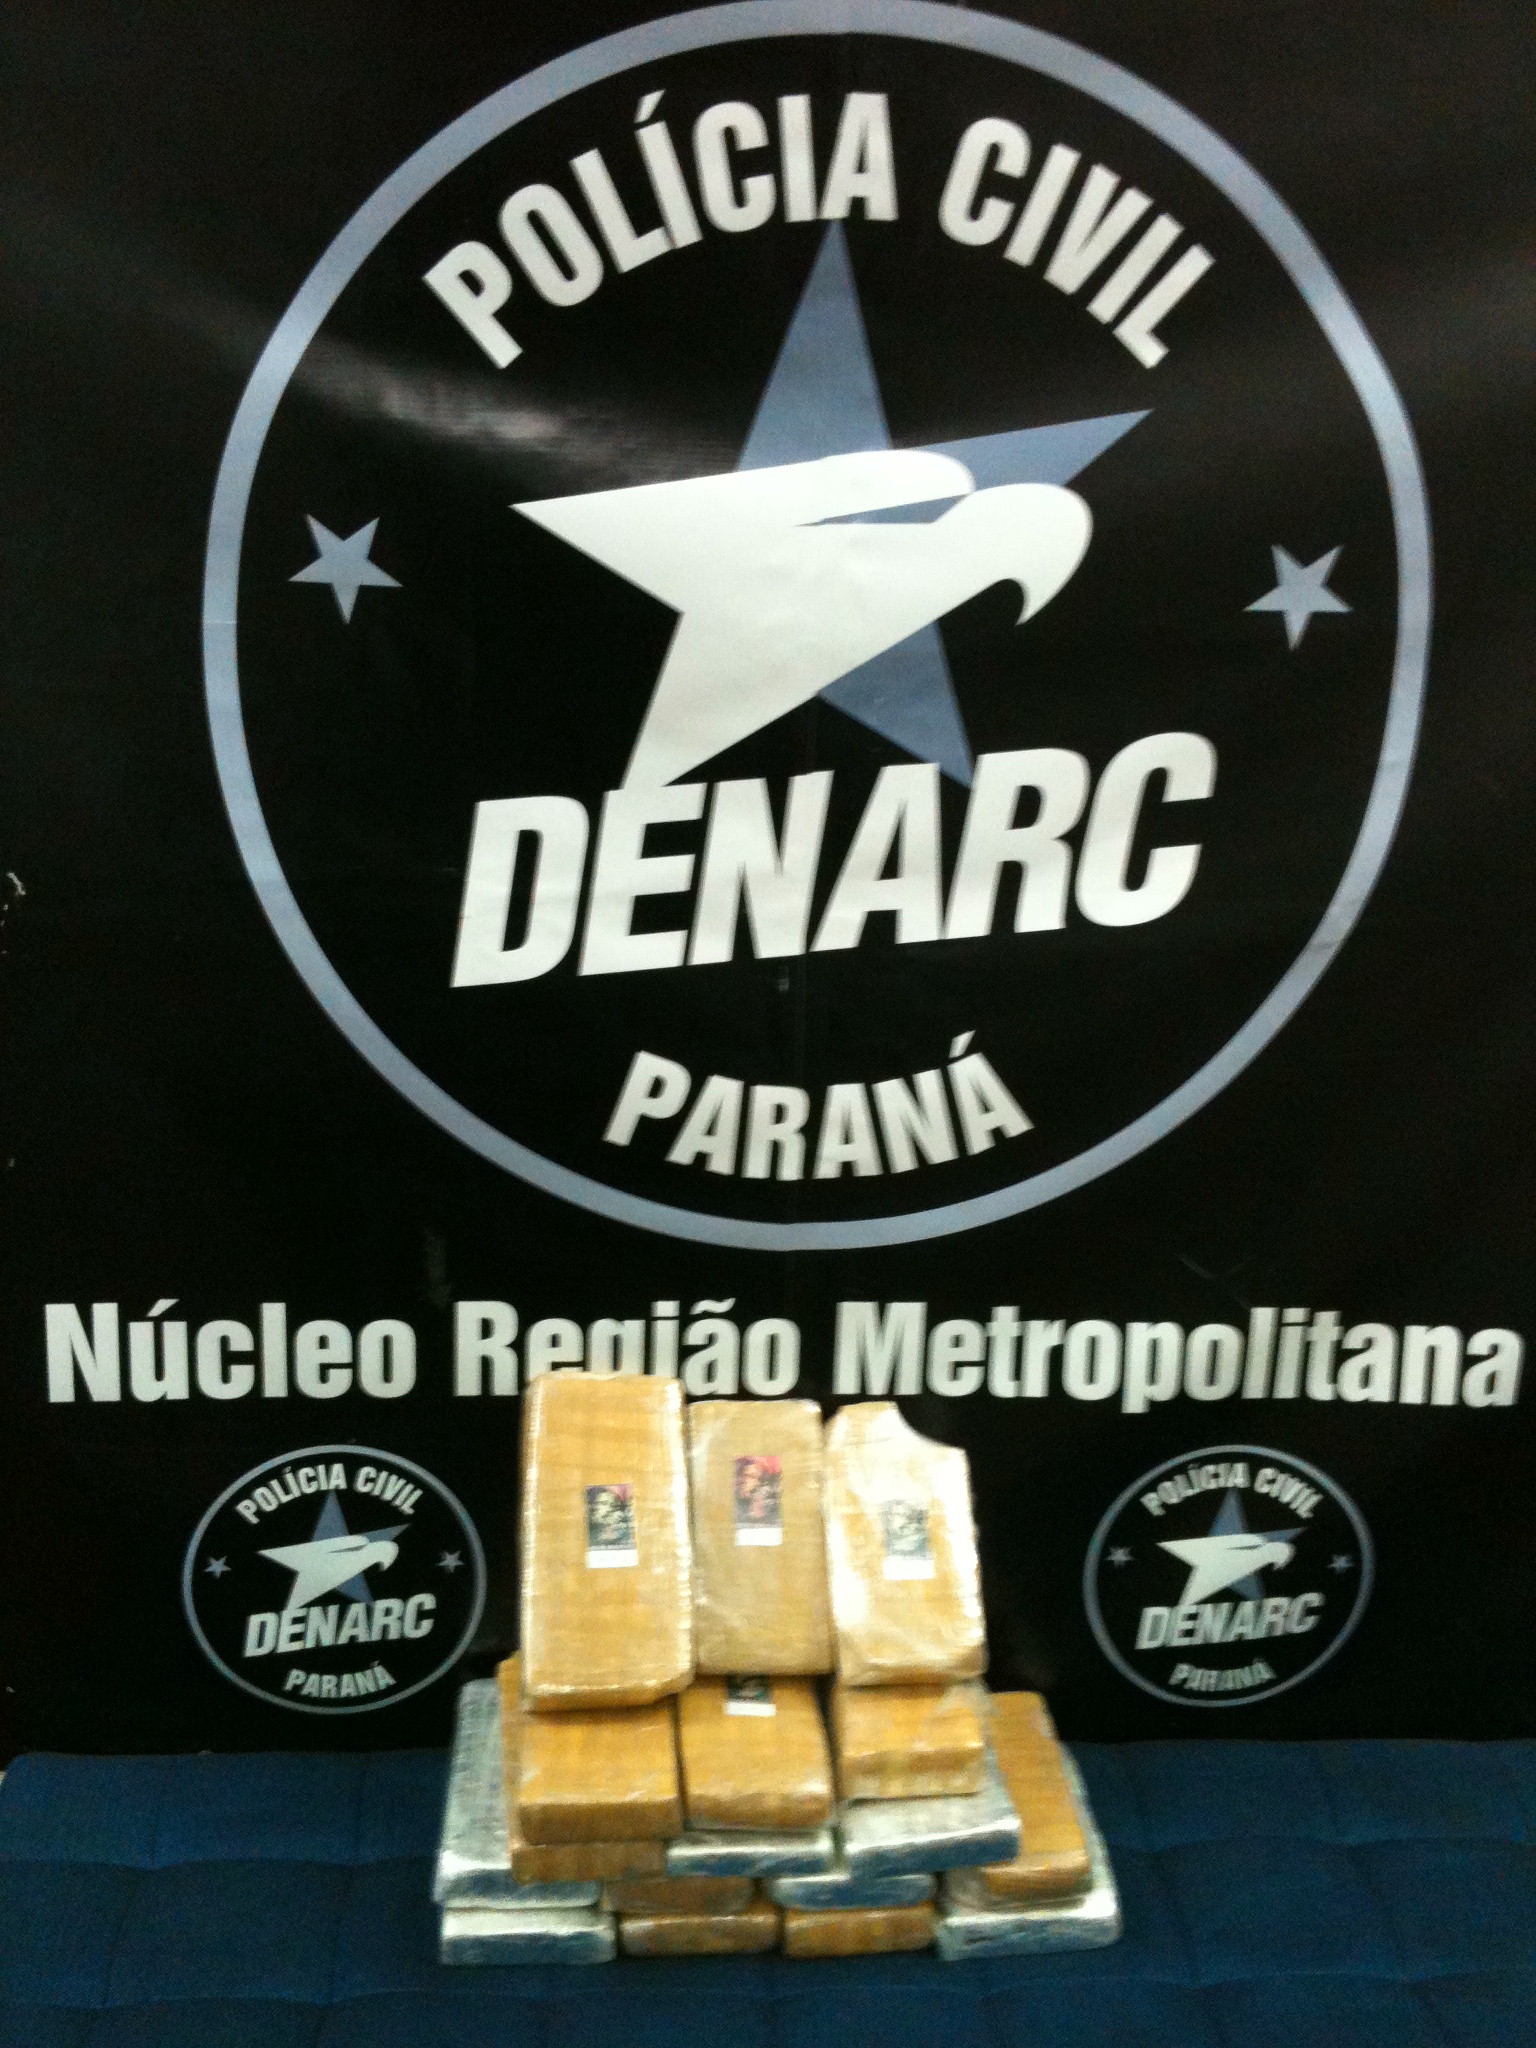 POLÍCIA CIVIL
DENARC
PARANÁ
Núcleo Região Metropolitana
POLÍCIA CIVIL
DENARC
PARANÁ
POLÍCIA CIVIL
DENARC
PARANÁ